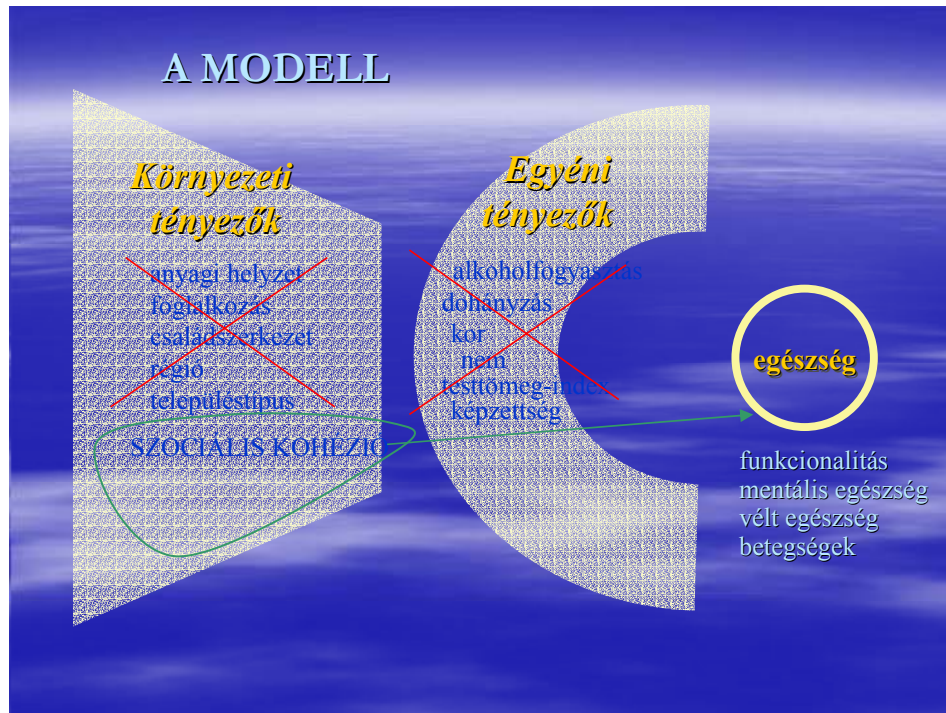 A MODELL
Környezeti
tényezők
anyagi helyzet
foglalkozás
családszerkezet
régió
településtípus
SZOCIÁLIS KOHÉZIÓ
Egyéni
tényezők
alkoholfogyasztás
dohányzás
kor
nem
testtömeg-index
képzettség
egészség
funkcionalitás
mentális egészség
vélt egészség
betegségek